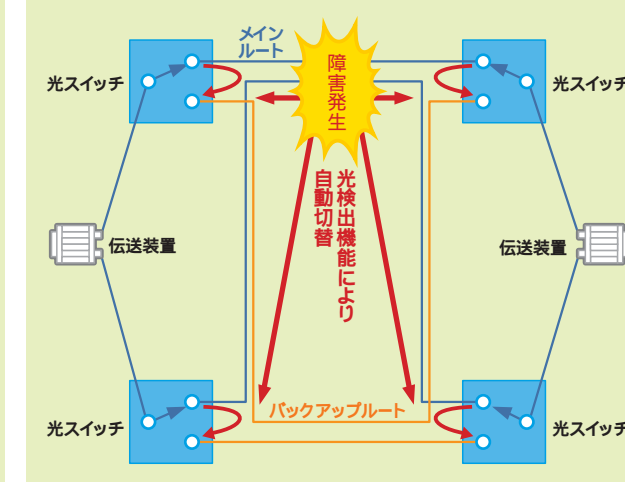 メイン
ルート
障害発生
光スイッチ
光スイッチ
光検出機能により
自動切替
伝送装置
伝送装置
バックアップルート
光スイッチ
光スイッチ